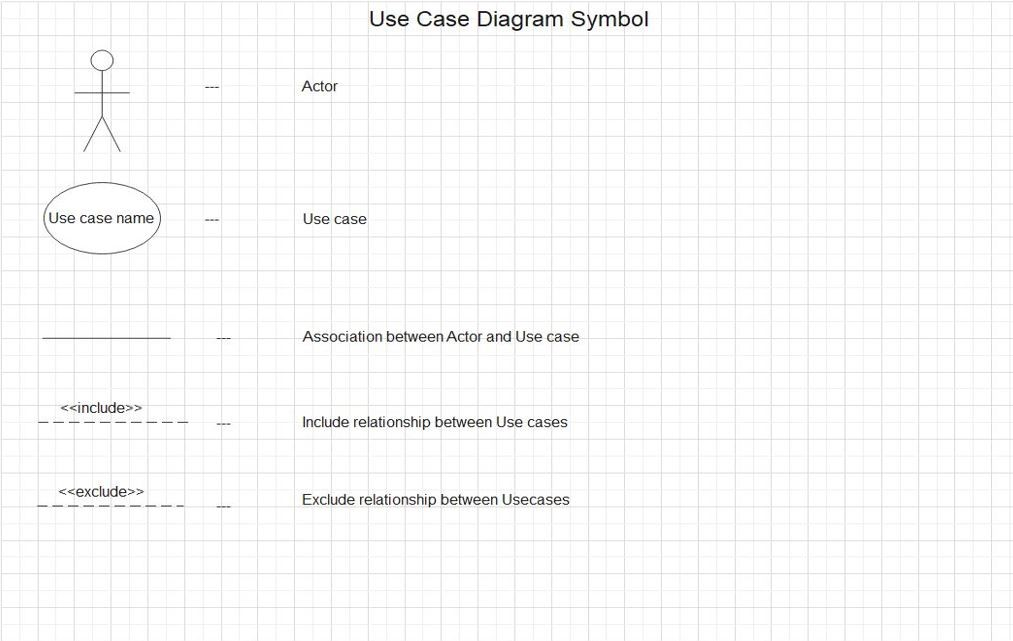 Use Case Diagram Symbol
--- Actor
Use case name --- Use case
--- Association between Actor and Use case
<<include>>
--- Include relationship between Use cases
<<exclude>>
--- Exclude relationship between Usecases